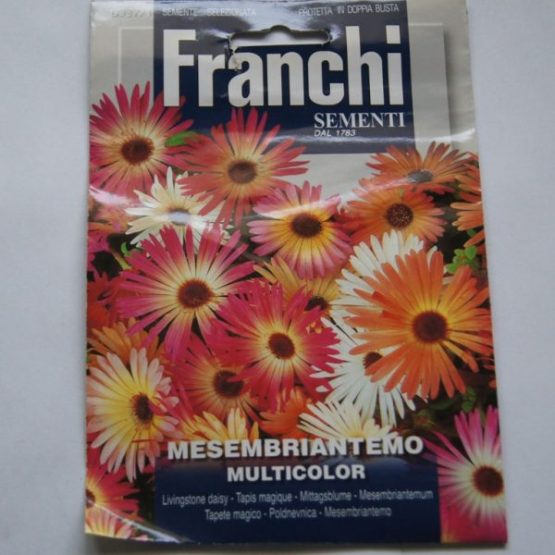 SEMENTE SELEZIONATA PROTETTA IN DOPPIA BUSTA
Franchi
SEMENTI
DAL 1783
MESEMBRIANTEMO
MULTICOLOR
Livingstone daisy - Tapis magique - Mittagsblume - Mesembriantemum
Tapete magico - Poldnevnica - Mesembriantemo